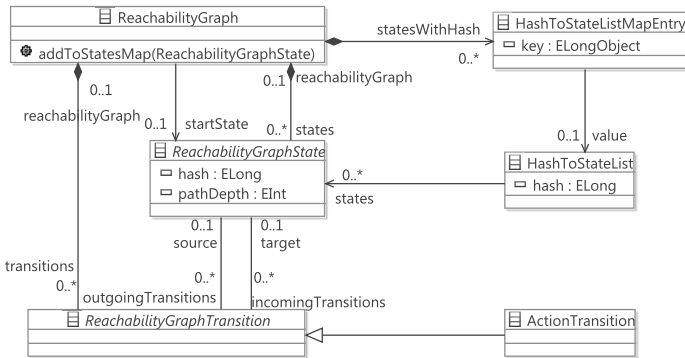 ReachabilityGraph
addToStatesMap(ReachabilityGraphState)
statesWithHash
0..*
HashToStateListMapEntry
key : ELongObject
0..1
reachabilityGraph
0..1
startState
0..1
reachabilityGraph
0..*
states
0..1
value
ReachabilityGraphState
hash : ELong
pathDepth : EInt
0..*
states
HashToStateList
hash : ELong
0..1
source
0..1
target
transitions
0..*
0..*
outgoingTransitions
0..*
incomingTransitions
ReachabilityGraphTransition
ActionTransition